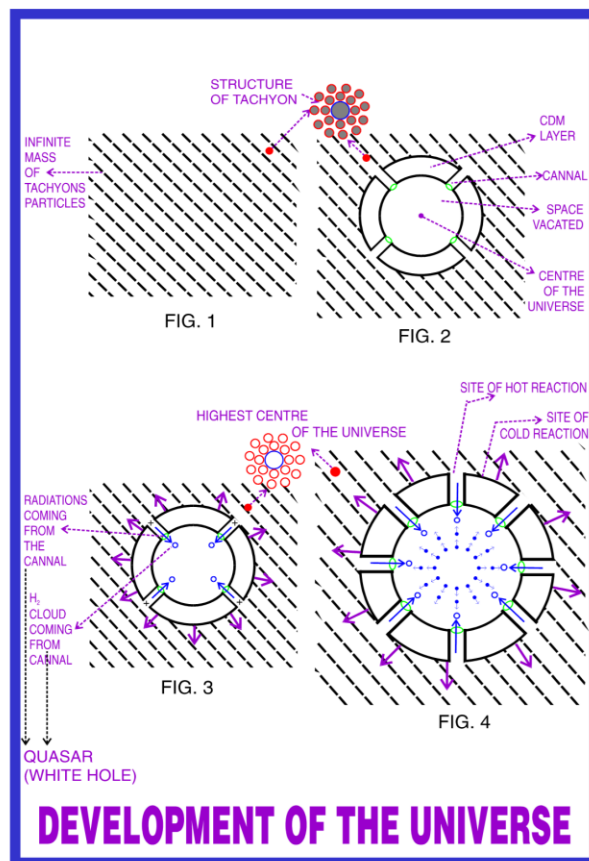 STRUCTURE
OF TACHYON
INFINITE
MASS
OF
TACHYONS
PARTICLES
CDM
LAYER
CANNAL
SPACE
VACATED
CENTRE
OF THE
UNIVERSE
FIG. 1
FIG. 2
HIGHEST CENTRE
OF THE UNIVERSE
SITE OF HOT REACTION
SITE OF
COLD REACTION
RADIATIONS
COMING
FROM
THE
CANNAL
H₂
CLOUD
COMING
FROM
CANNAL
FIG. 3
FIG. 4
QUASAR
(WHITE HOLE)
DEVELOPMENT OF THE UNIVERSE